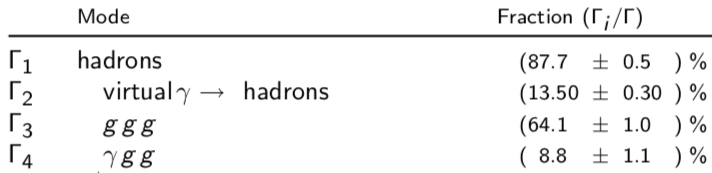 Mode Fraction (Γi/Γ)
Γ1 hadrons (87.7 ± 0.5 ) %
Γ2 virtual γ → hadrons (13.50 ± 0.30 ) %
Γ3 g g g (64.1 ± 1.0 ) %
Γ4 γ g g ( 8.8 ± 1.1 ) %